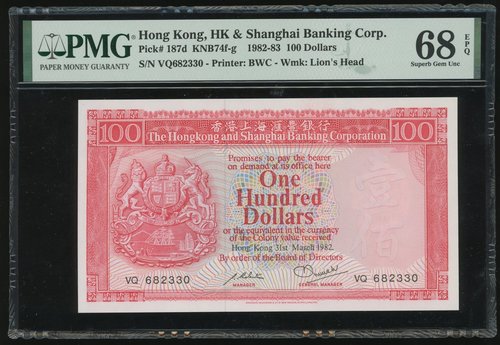 PMG
PAPER MONEY GUARANTY
Hong Kong, HK & Shanghai Banking Corp.
Pick# 187d KNB74f-g 1982-83 100 Dollars
S/N VQ682330 - Printer: BWC - Wmk: Lion's Head
68 EPQ
Superb Gem Unc
100 香港上海滙豐銀行 100
The Hongkong and Shanghai Banking Corporation
Promises to pay the bearer
on demand at its office here
One
Hundred
Dollars
or the equivalent in the currency
of the Colony value received
Hong Kong 31st March 1982.
By order of the Board of Directors
VQ 682330
VQ 682330
MANAGER
GENERAL MANAGER